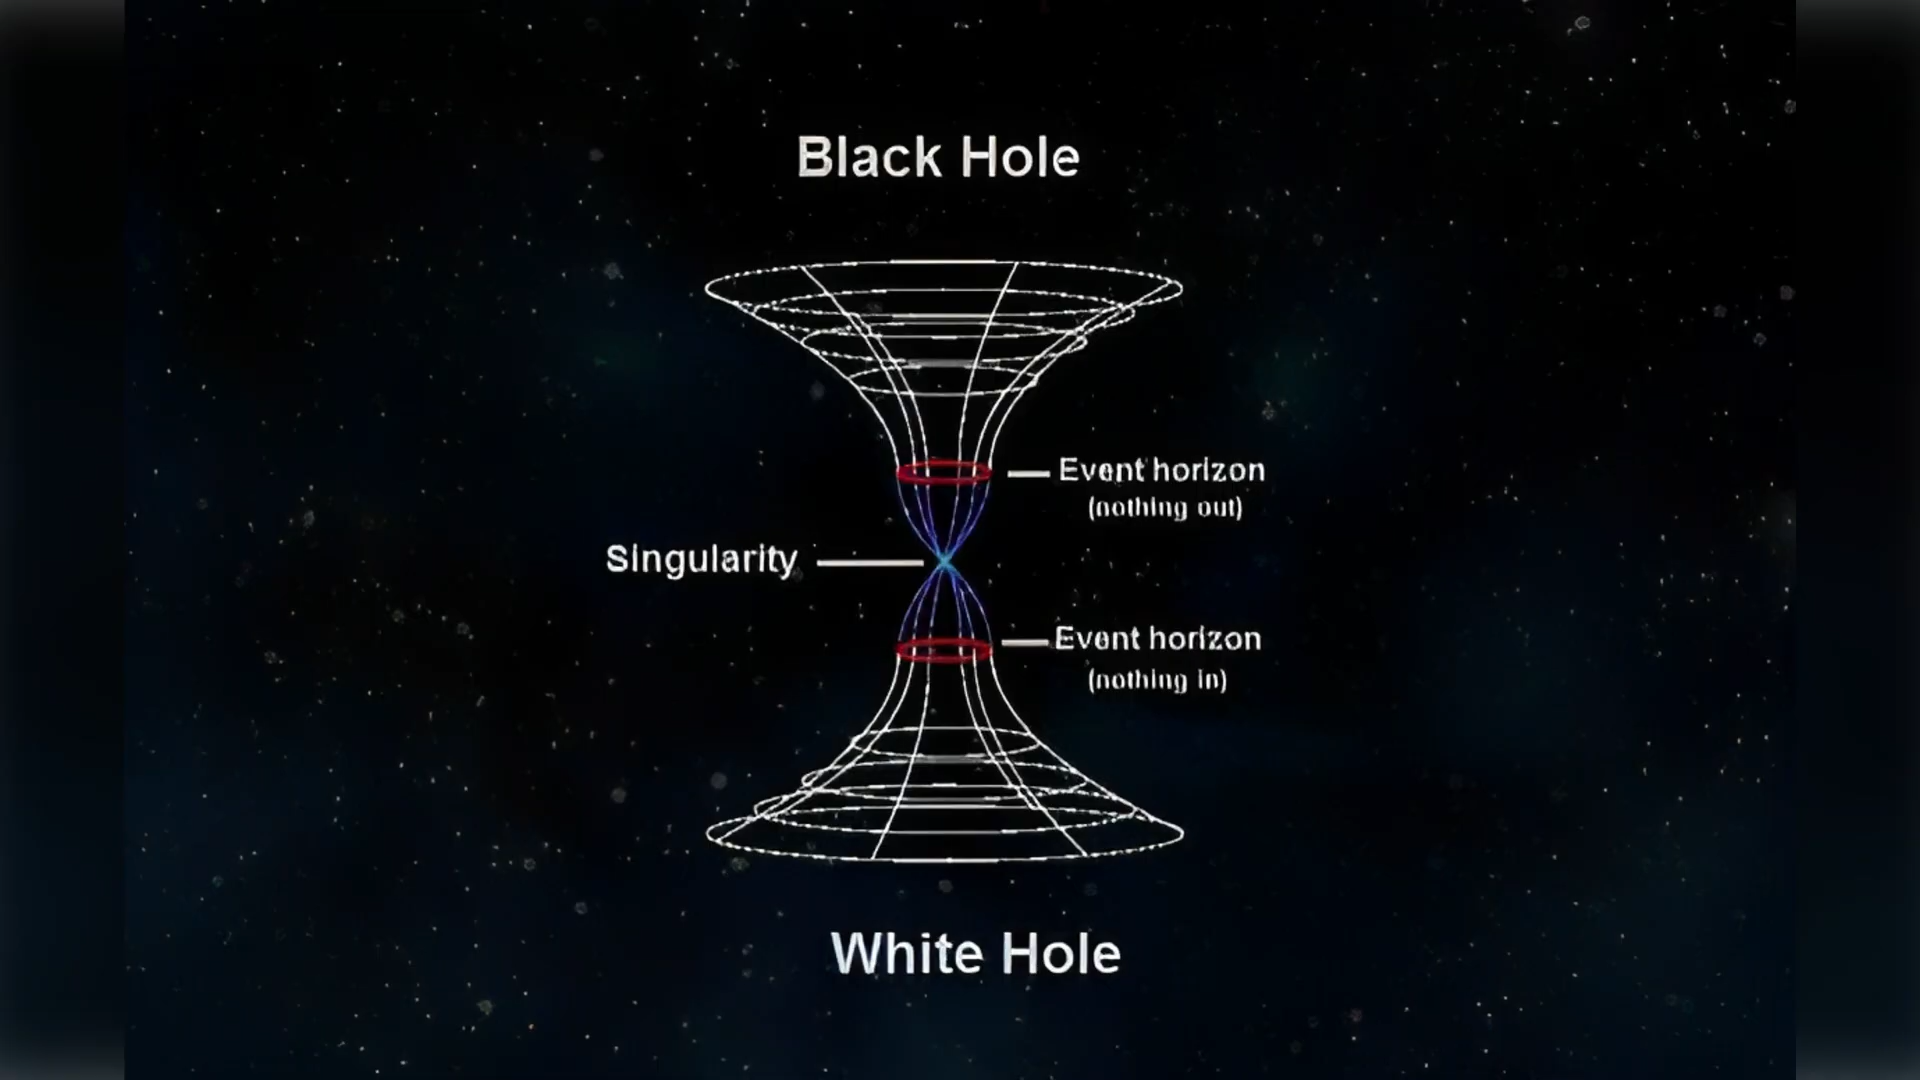 Black Hole
Event horizon
(nothing out)
Singularity
Event horizon
(nothing in)
White Hole